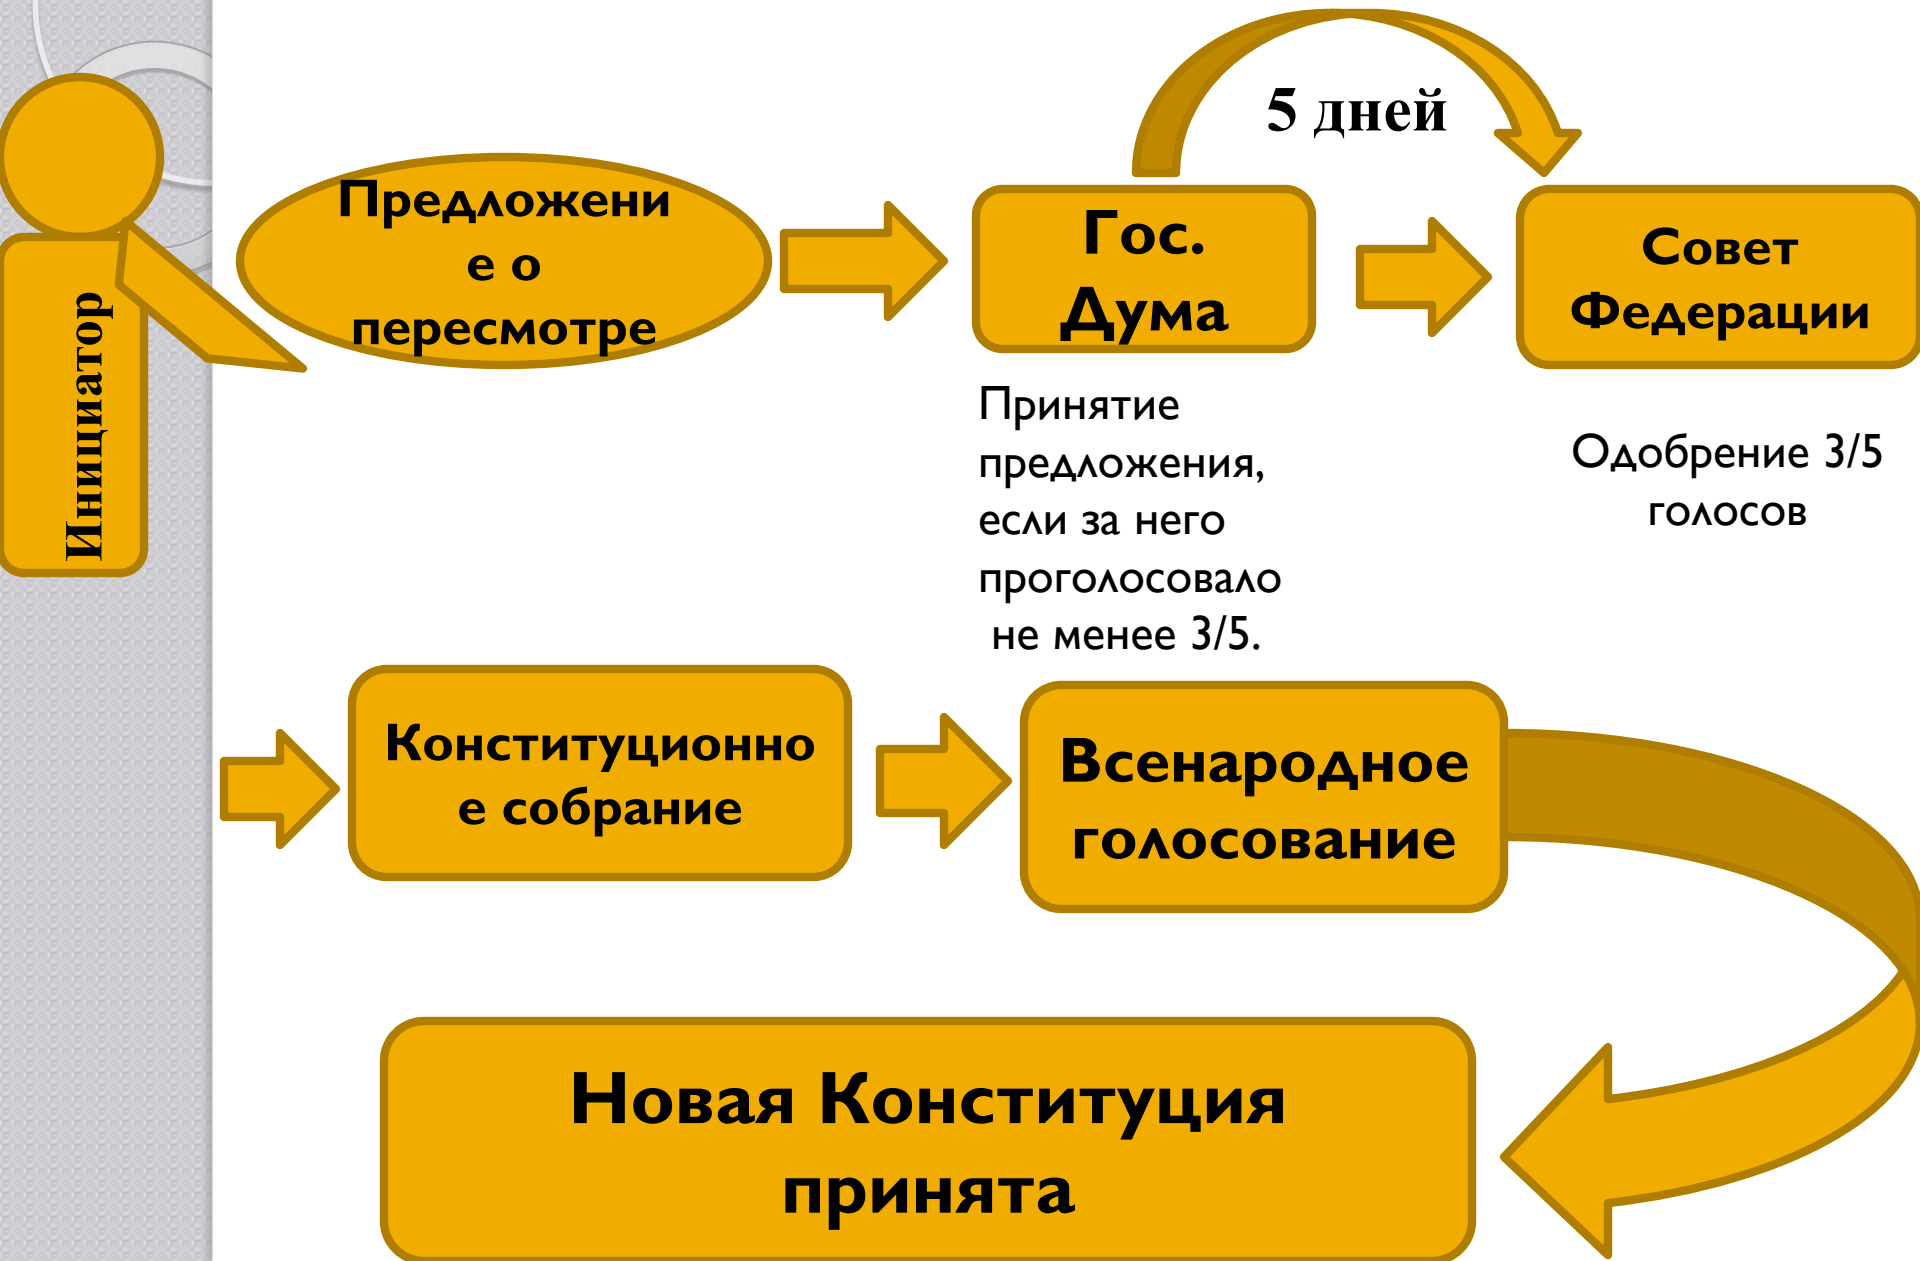 Инициатор
Предложени
е о
пересмотре
5 дней
Гос.
Дума
Совет
Федерации
Принятие
предложения,
если за него
проголосовало
не менее 3/5.
Одобрение 3/5
голосов
Конституционно
е собрание
Всенародное
голосование
Новая Конституция
принята